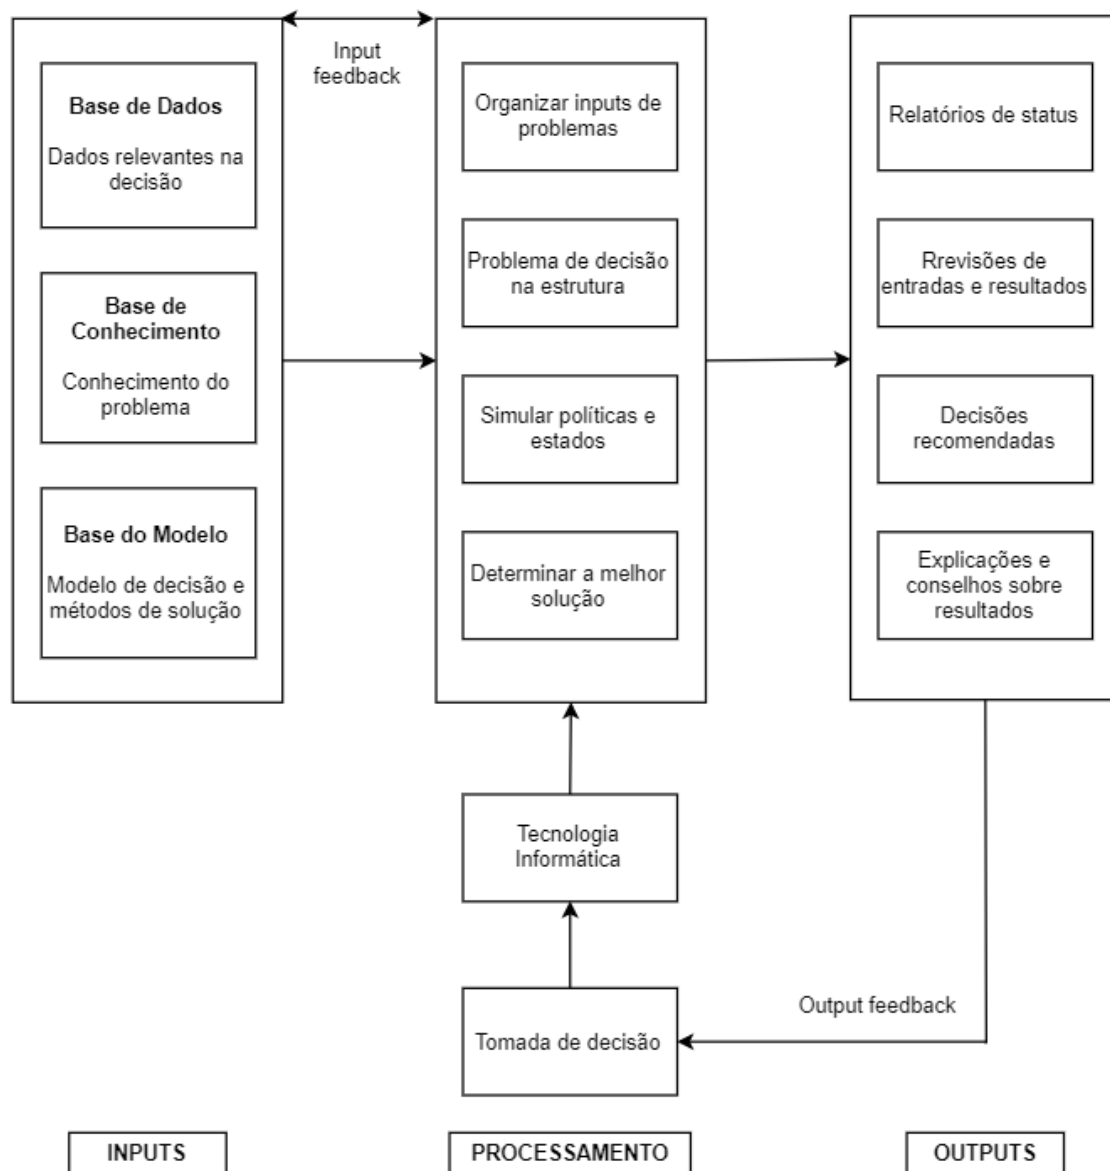 Input
feedback
Base de Dados
Dados relevantes na
decisão
Base de
Conhecimento
Conhecimento do
problema
Base do Modelo
Modelo de decisão e
métodos de solução
Organizar inputs de
problemas
Problema de decisão
na estrutura
Simular políticas e
estados
Determinar a melhor
solução
Relatórios de status
Rrevisões de
entradas e resultados
Decisões
recomendadas
Explicações e
conselhos sobre
resultados
Tecnologia
Informática
Output feedback
Tomada de decisão
INPUTS
PROCESSAMENTO
OUTPUTS